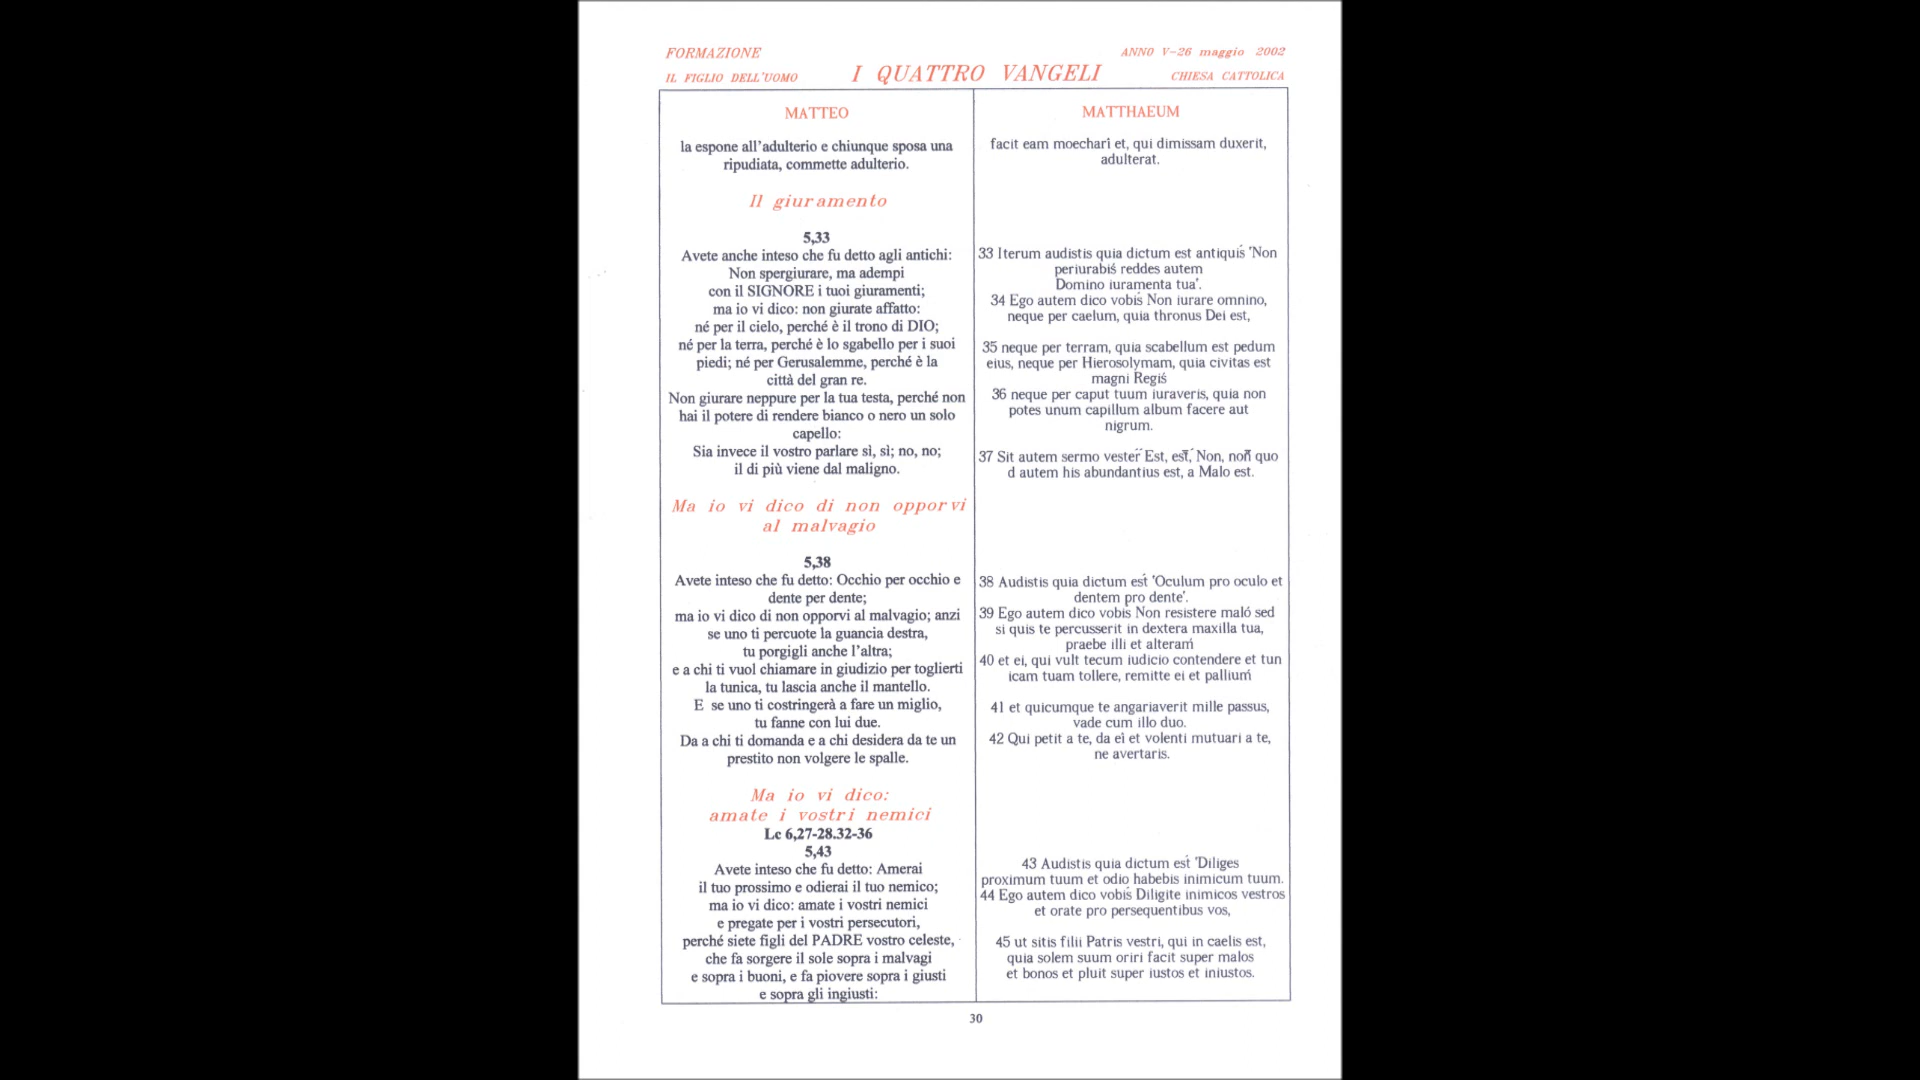 FORMAZIONE
ANNO V-26 maggio 2002
IL FIGLIO DELL'UOMO
I QUATTRO VANGELI
CHIESA CATTOLICA
MATTEO
la espone all'adulterio e chiunque sposa una
ripudiata, commette adulterio.
Il giuramento
5,33
Avete anche inteso che fu detto agli antichi:
Non spergiurare, ma adempi
con il SIGNORE i tuoi giuramenti;
ma io vi dico: non giurate affatto:
né per il cielo, perché è il trono di DIO;
né per la terra, perché è lo sgabello per i suoi
piedi; né per Gerusalemme, perché è la
città del gran re.
Non giurare neppure per la tua testa, perché non
hai il potere di rendere bianco o nero un solo
capello:
Sia invece il vostro parlare sì, sì; no, no;
il di più viene dal maligno.
Ma io vi dico di non opporvi
al malvagio
5,38
Avete inteso che fu detto: Occhio per occhio e
dente per dente;
ma io vi dico di non opporvi al malvagio; anzi
se uno ti percuote la guancia destra,
tu porgigli anche l'altra;
e a chi ti vuol chiamare in giudizio per toglierti
la tunica, tu lascia anche il mantello.
E se uno ti costringerà a fare un miglio,
tu fanne con lui due.
Da a chi ti domanda e a chi desidera da te un
prestito non volgere le spalle.
Ma io vi dico:
amate i vostri nemici
Lc 6,27-28.32-36
5,43
Avete inteso che fu detto: Amerai
il tuo prossimo e odierai il tuo nemico;
ma io vi dico: amate i vostri nemici
e pregate per i vostri persecutori,
perché siete figli del PADRE vostro celeste,
che fa sorgere il sole sopra i malvagi
e sopra i buoni, e fa piovere sopra i giusti
e sopra gli ingiusti:
MATTHAEUM
facit eam moecharî et, qui dimissam duxerit,
adulterat.
33 Iterum audistis quia dictum est antiquiś 'Non
periurabiś reddes autem
Domino iuramenta tua'.
34 Ego autem dico vobiś Non iurare omnino,
neque per caelum, quia thronus Dei est,
35 neque per terram, quia scabellum est pedum
eius, neque per Hierosolymam, quia civitas est
magni Regiś
36 neque per caput tuum iuraveris, quia non
potes unum capillum album facere aut
nigrum.
37 Sit autem sermo vester̋ Est, est̋,́ Non, non̋ quo
d autem his abundantius est, a Malo est.
38 Audistis quia dictum eśt 'Oculum pro oculo et
dentem pro dente'.
39 Ego autem dico vobiś Non resistere maló sed
si quis te percusserit in dextera maxilla tua,
praebe illi et alteraḿ
40 et ei, qui vult tecum iudicio contendere et tun
icam tuam tollere, remitte ei et palliuḿ
41 et quicumque te angariaverit mille passus,
vade cum illo duo.
42 Qui petit a te, da eî et volenti mutuari a te,
ne avertaris.
43 Audistis quia dictum eśt 'Diliges
proximum tuum et odio habebis inimicum tuum.
44 Ego autem dico vobiś Diligite inimicos vestros
et orate pro persequentibus vos,
45 ut sitis filii Patris vestri, qui in caelis est,
quia solem suum oriri facit super malos
et bonos et pluit super iustos et iniustos.
30